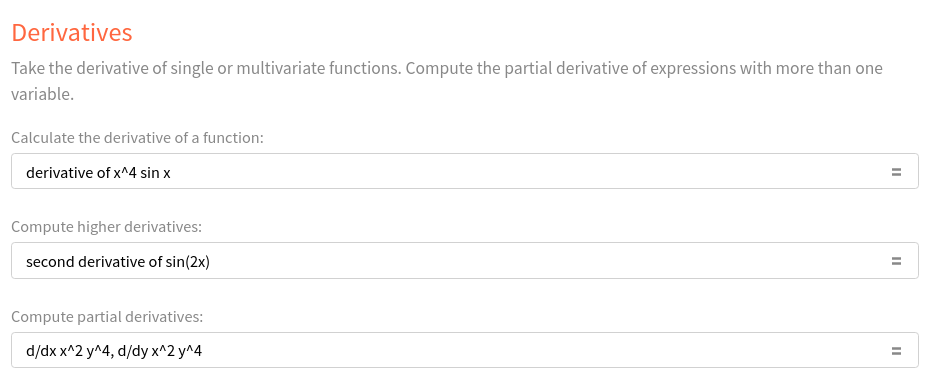 Derivatives
Take the derivative of single or multivariate functions. Compute the partial derivative of expressions with more than one
variable.
Calculate the derivative of a function:
derivative of x^4 sin x
=
Compute higher derivatives:
second derivative of sin(2x)
=
Compute partial derivatives:
d/dx x^2 y^4, d/dy x^2 y^4
=